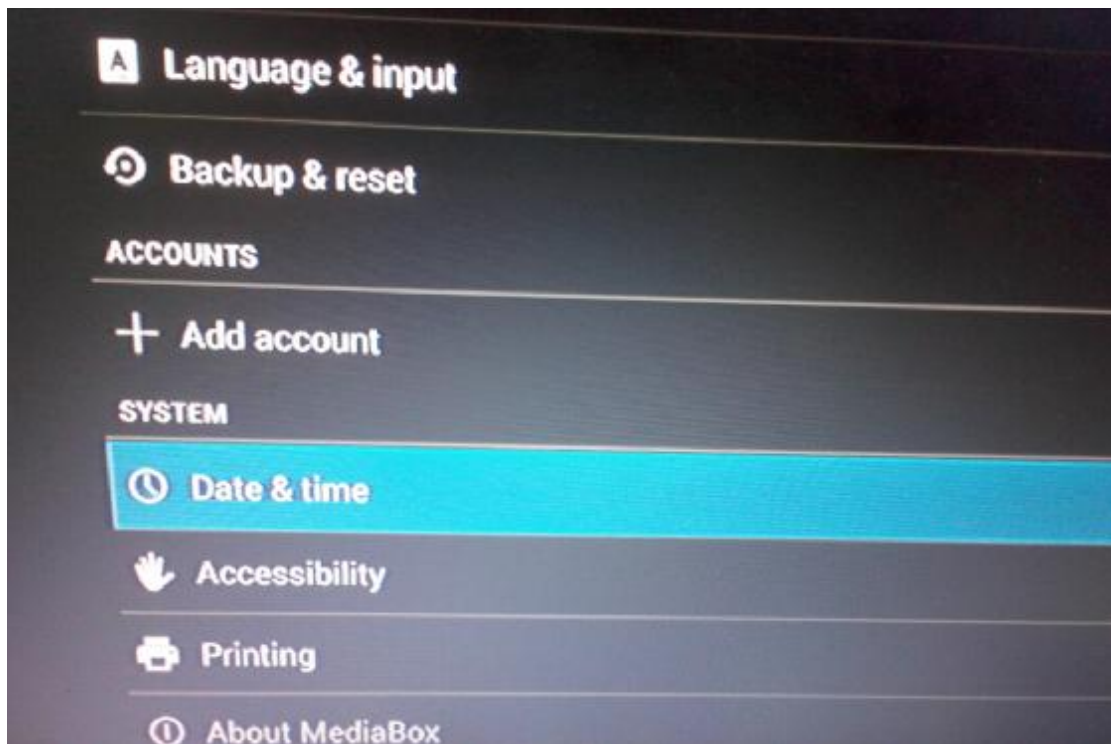 Language & input
Backup & reset
ACCOUNTS
Add account
SYSTEM
Date & time
Accessibility
Printing
About MediaBox